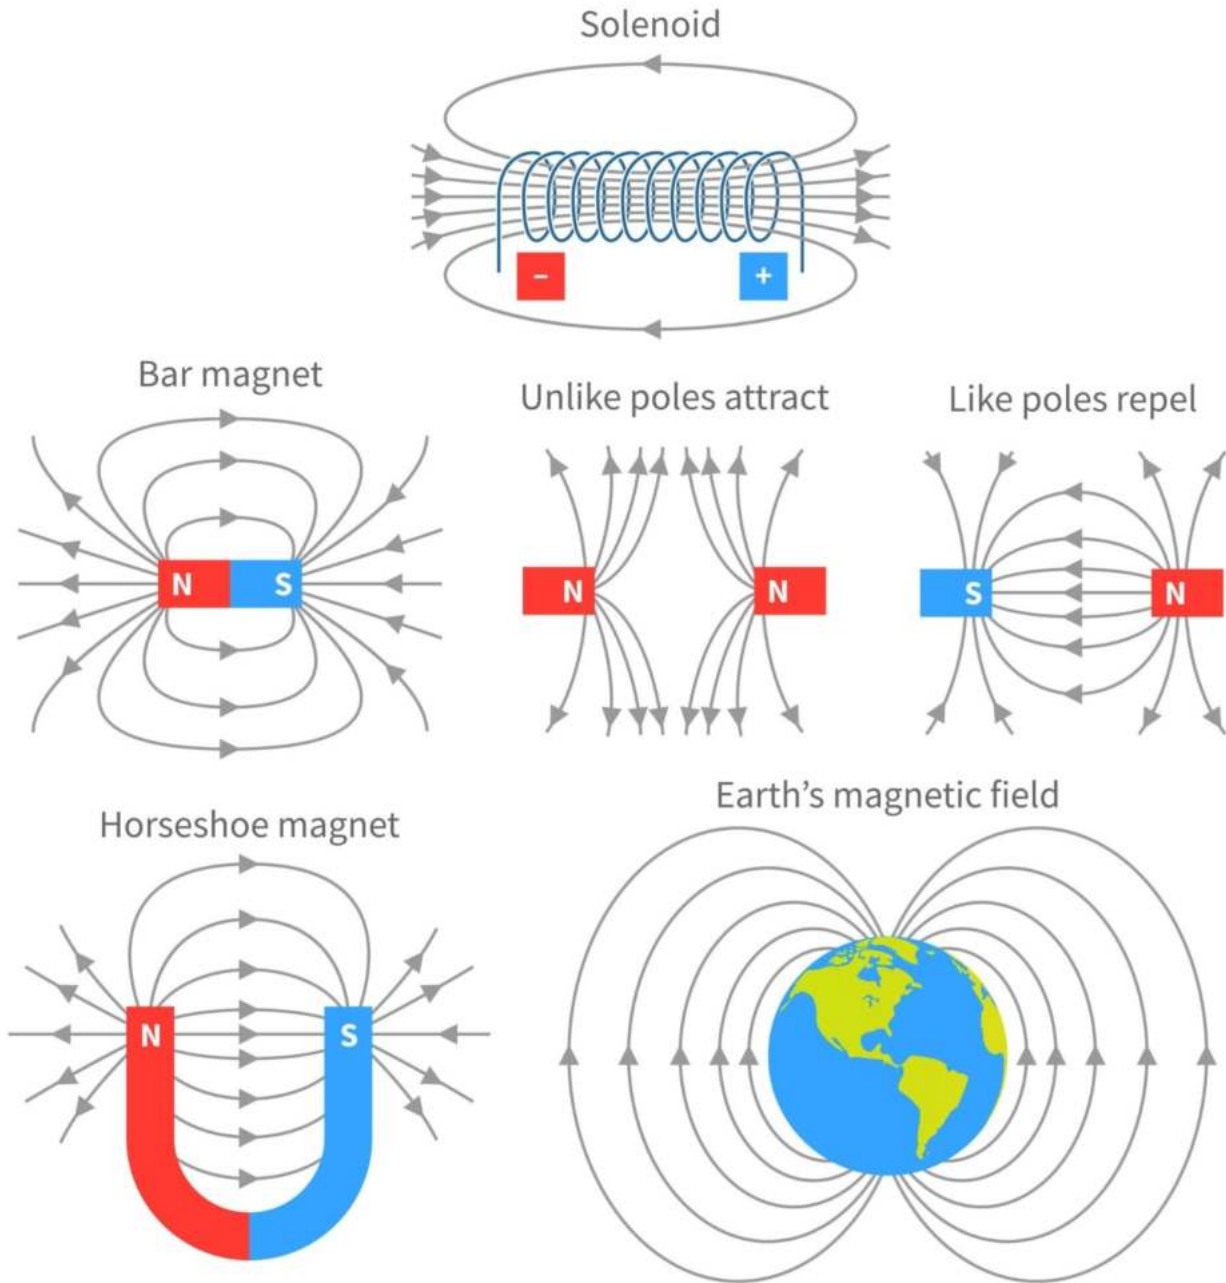 Solenoid
− +
Bar magnet
N S
Unlike poles attract
N N
Like poles repel
S N
Horseshoe magnet
N S
Earth’s magnetic field